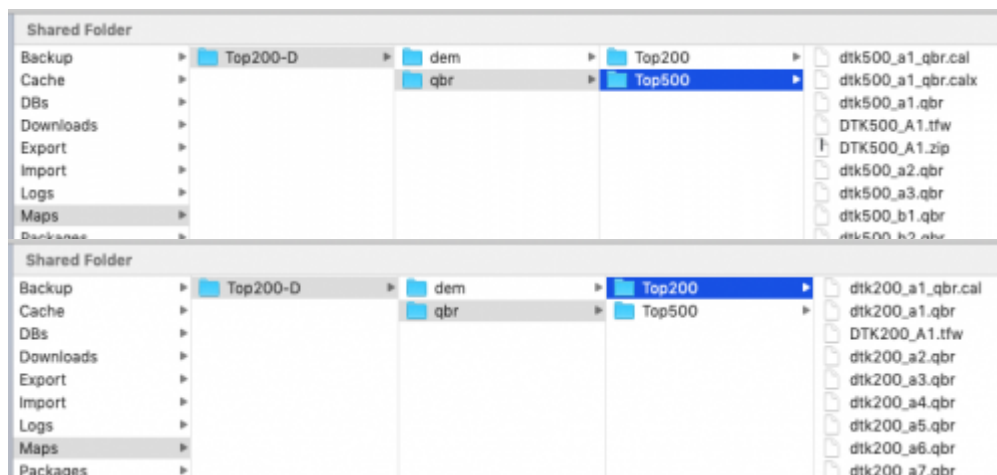 Shared Folder
Backup Top200-D dem Top200 dtk500_a1_qbr.cal
Cache qbr Top500 dtk500_a1_qbr.calx
DBs dtk500_a1.qbr
Downloads DTK500_A1.tfw
Export DTK500_A1.zip
Import dtk500_a2.qbr
Logs dtk500_a3.qbr
Maps dtk500_b1.qbr
Packages dtk500_b2.qbr
Shared Folder
Backup Top200-D dem Top200 dtk200_a1_qbr.cal
Cache qbr Top500 dtk200_a1.qbr
DBs DTK200_A1.tfw
Downloads dtk200_a2.qbr
Export dtk200_a3.qbr
Import dtk200_a4.qbr
Logs dtk200_a5.qbr
Maps dtk200_a6.qbr
Packages dtk200_a7.qbr